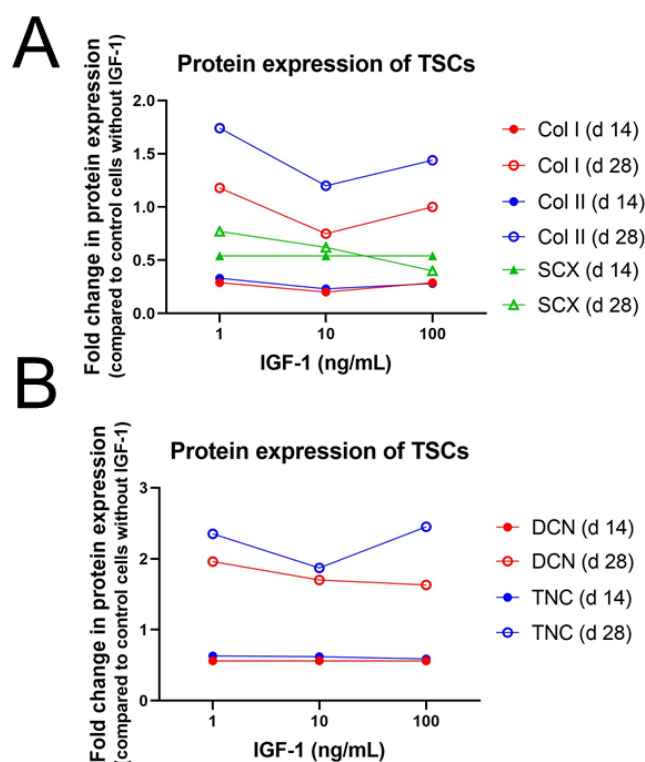 A
Protein expression of TSCs
Fold change in protein expression
(compared to control cells without IGF-1)
2.0
1.5
1.0
0.5
0.0
1 10 100
IGF-1 (ng/mL)
Col I (d 14)
Col I (d 28)
Col II (d 14)
Col II (d 28)
SCX (d 14)
SCX (d 28)
B
Protein expression of TSCs
Fold change in protein expression
(compared to control cells without IGF-1)
3
2
1
0
1 10 100
IGF-1 (ng/mL)
DCN (d 14)
DCN (d 28)
TNC (d 14)
TNC (d 28)